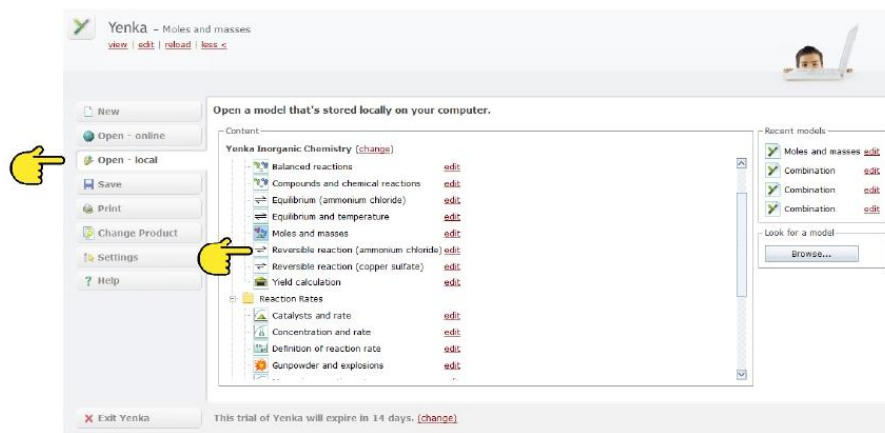 Yenka – Moles and masses
view | edit | reload | less <
New
Open - online
Open - local
Save
Print
Change Product
Settings
? Help
Exit Yenka
Open a model that's stored locally on your computer.
Content
Yenka Inorganic Chemistry (change)
Balanced reactions edit
Compounds and chemical reactions edit
Equilibrium (ammonium chloride) edit
Equilibrium and temperature edit
Moles and masses edit
Reversible reaction (ammonium chloride) edit
Reversible reaction (copper sulfate) edit
Yield calculation edit
Reaction Rates
Catalysts and rate edit
Concentration and rate edit
Definition of reaction rate edit
Gunpowder and explosions edit
Recent models
Moles and masses edit
Combination edit
Combination edit
Combination edit
Look for a model
Browse...
This trial of Yenka will expire in 14 days. (change)